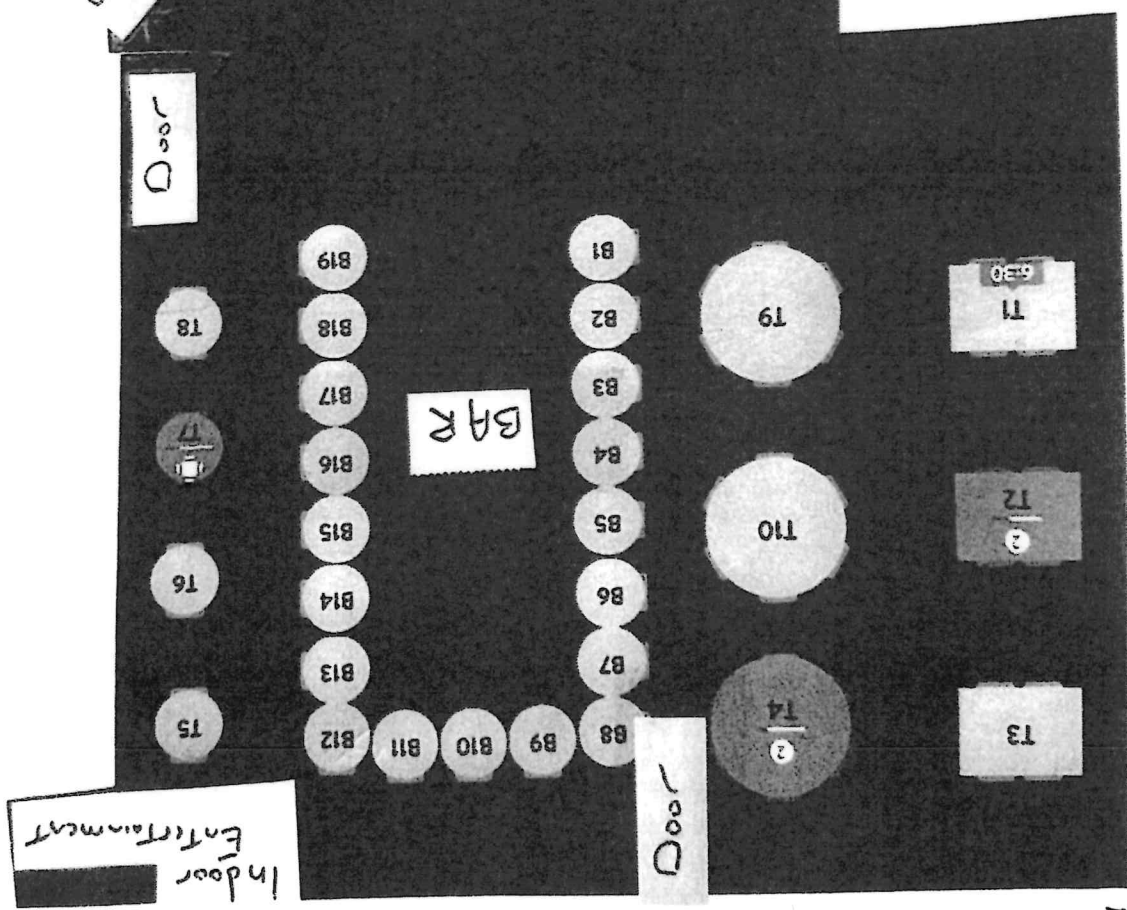 Indoor
Entertainment
Door
T3
2
T4
B8
B9
B10
B11
B12
T5
B7
B13
B6
B14
T6
2
T2
T10
B5
B15
B4
B16
T7
BAR
B3
B17
T1
6:30
T9
B2
B18
T8
B1
B19
Door